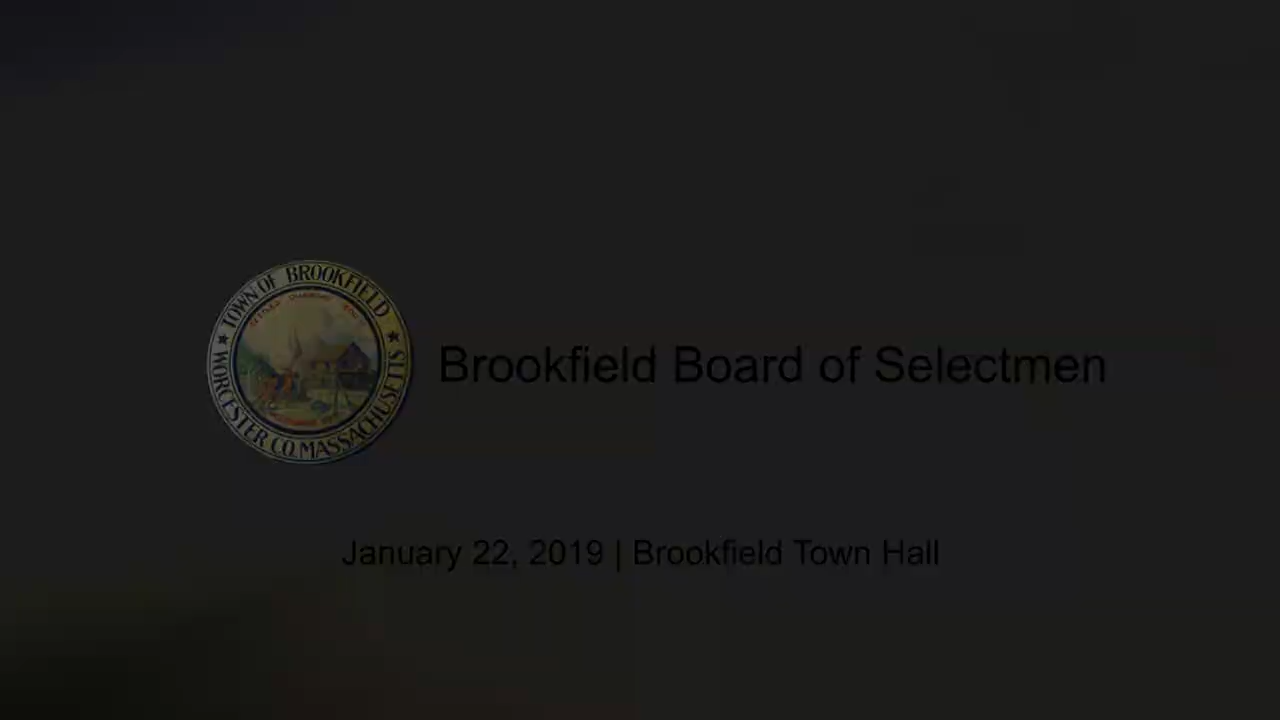 TOWN OF BROOKFIELD
WORCESTER CO. MASSACHUSETTS
Brookfield Board of Selectmen
January 22, 2019 | Brookfield Town Hall